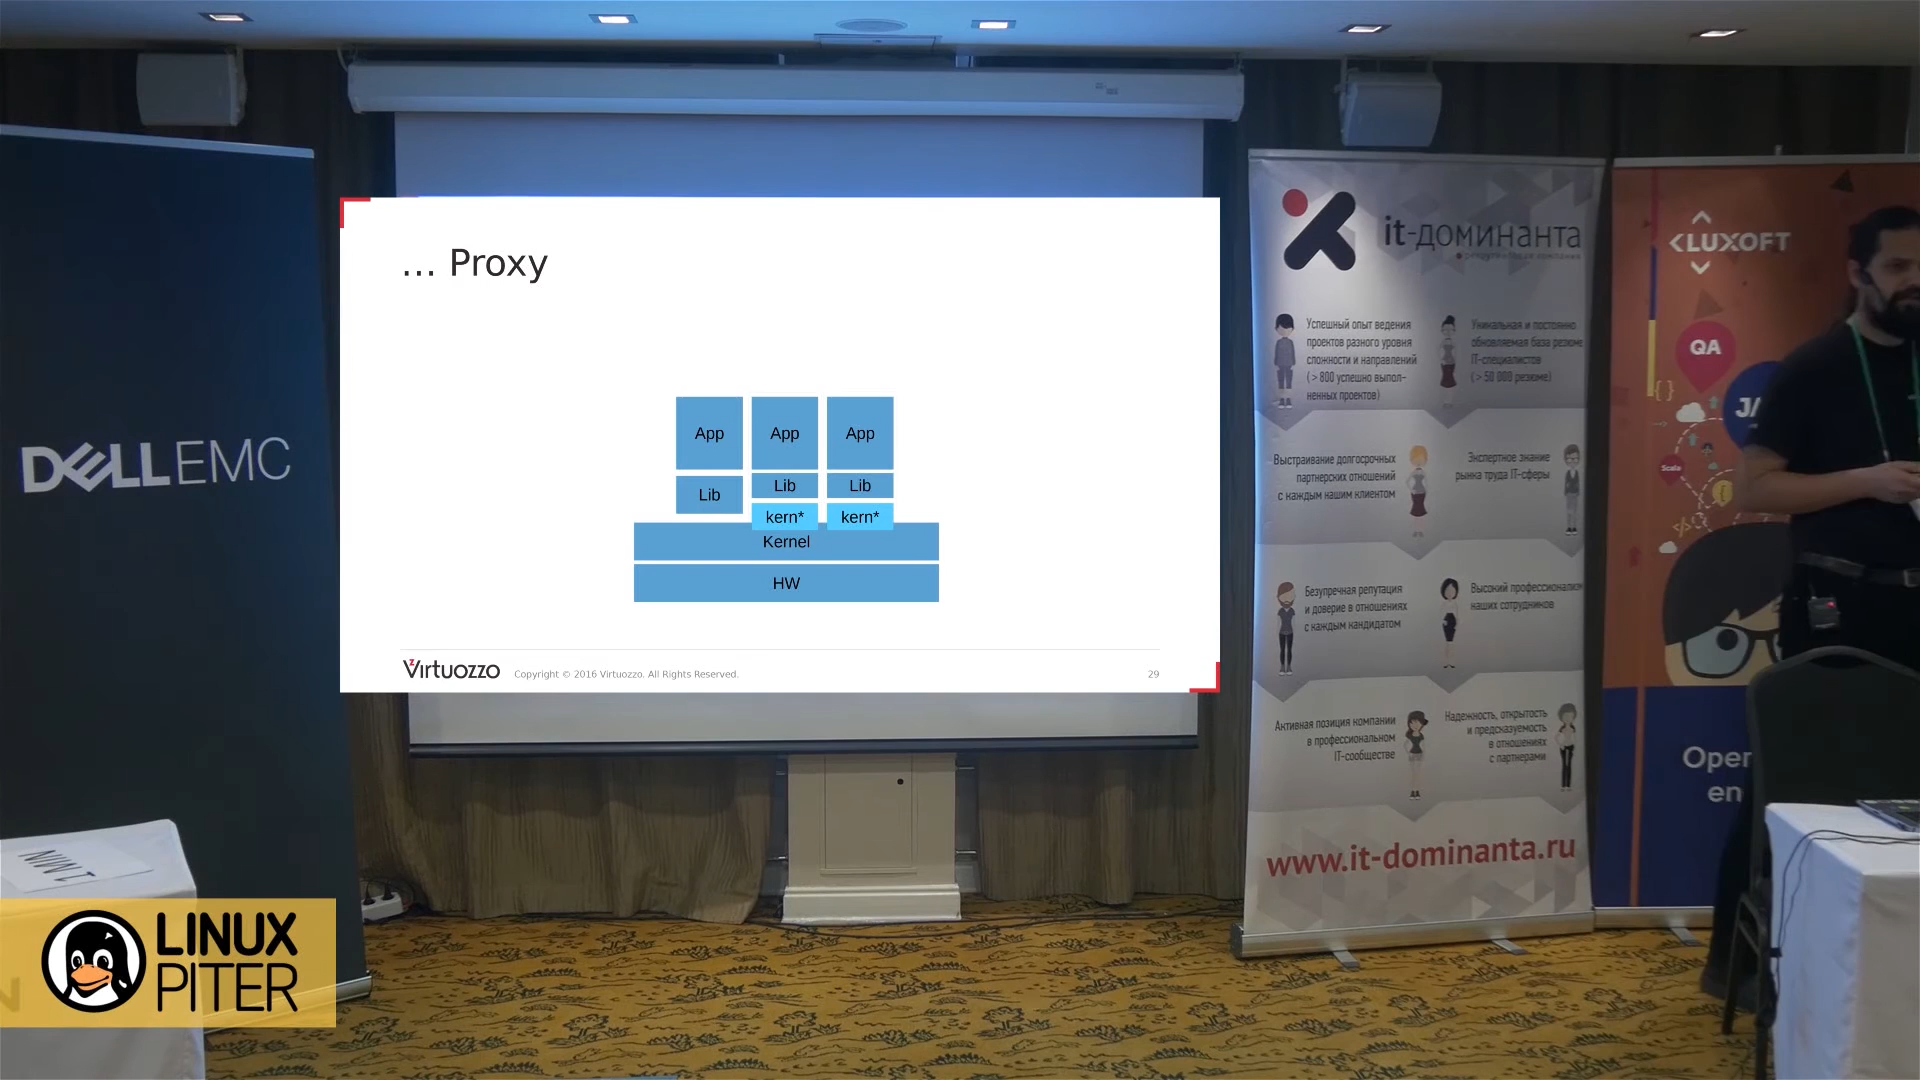 ... Proxy
App
App
App
Lib
Lib
Lib
kern*
kern*
Kernel
HW
Virtuozzo
Copyright © 2016 Virtuozzo. All Rights Reserved.
29
DELLEMC
LINUX
PITER
it-доминанта
Успешный опыт ведения
проектов разного уровня
сложности и направлений
(>800 успешно выпол-
ненных проектов)
Уникальная и постоянно
обновляемая база резюме
IT-специалистов
(>50 000 резюме)
Выстраивание долгосрочных
партнерских отношений
с каждым нашим клиентом
Экспертное знание
рынка труда IT-сферы
Безупречная репутация
и доверие в отношениях
с каждым кандидатом
Высокий профессионализм
наших сотрудников
Активная позиция компании
в профессиональном
IT-сообществе
Надежность, открытость
и предсказуемость
в отношениях
с партнерами
www.it-dominanta.ru
LUXOFT
QA
JA
Scala
Oper
en